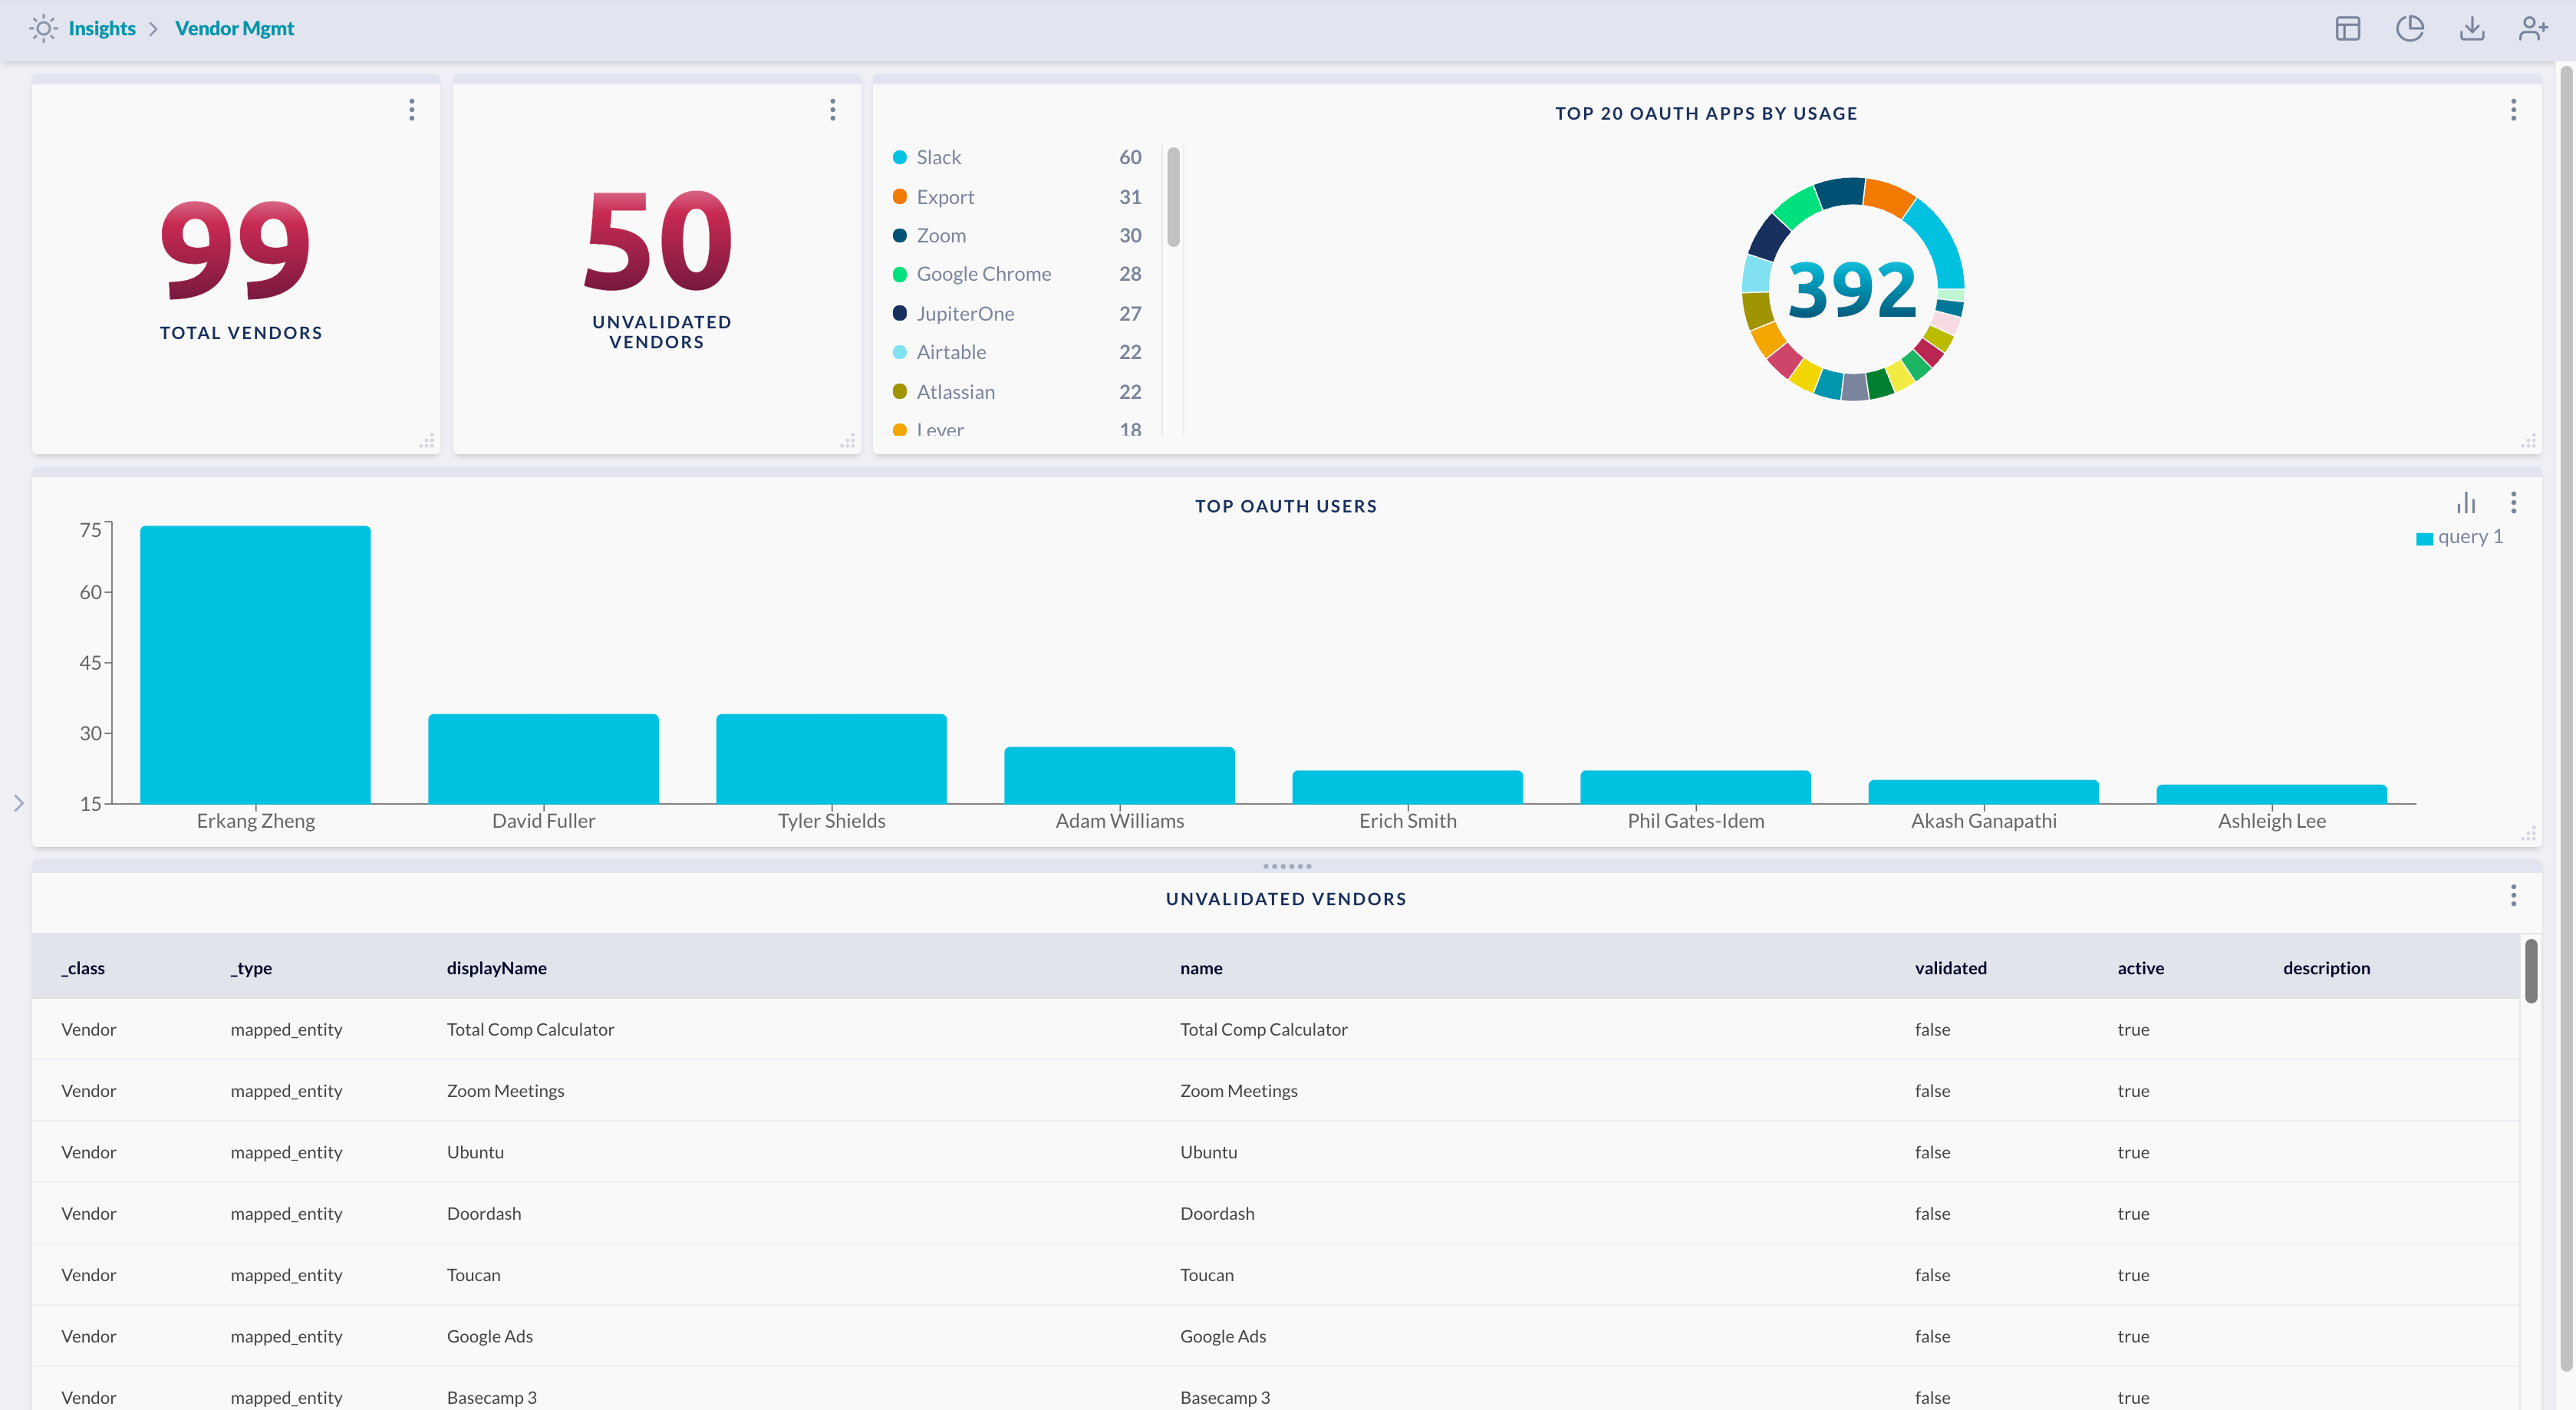 Insights > Vendor Mgmt
99
TOTAL VENDORS
50
UNVALIDATED
VENDORS
TOP 20 OAUTH APPS BY USAGE
Slack 60
Export 31
Zoom 30
Google Chrome 28
JupiterOne 27
Airtable 22
Atlassian 22
Lever 18
392
TOP OAUTH USERS
query 1
75
60
45
30
15
Erkang Zheng David Fuller Tyler Shields Adam Williams Erich Smith Phil Gates-Idem Akash Ganapathi Ashleigh Lee
UNVALIDATED VENDORS
_class _type displayName name validated active description
Vendor mapped_entity Total Comp Calculator Total Comp Calculator false true
Vendor mapped_entity Zoom Meetings Zoom Meetings false true
Vendor mapped_entity Ubuntu Ubuntu false true
Vendor mapped_entity Doordash Doordash false true
Vendor mapped_entity Toucan Toucan false true
Vendor mapped_entity Google Ads Google Ads false true
Vendor mapped_entity Basecamp 3 Basecamp 3 false true